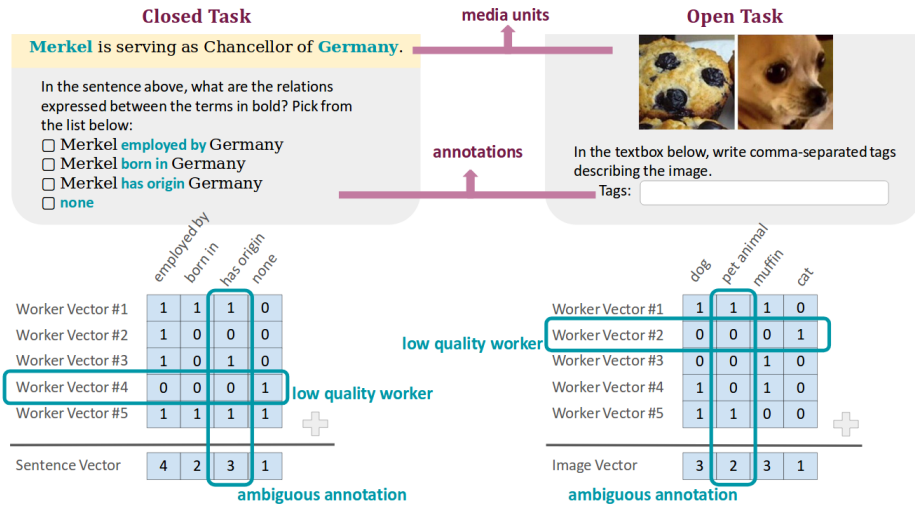 Closed Task
media units
Open Task
Merkel is serving as Chancellor of Germany.
In the sentence above, what are the relations
expressed between the terms in bold? Pick from
the list below:
Merkel employed by Germany
Merkel born in Germany
Merkel has origin Germany
none
annotations
In the textbox below, write comma-separated tags
describing the image.
Tags:
employed by
born in
has origin
none
Worker Vector #1 1 1 1 0
Worker Vector #2 1 0 0 0
Worker Vector #3 1 0 1 0
Worker Vector #4 0 0 0 1
low quality worker
Worker Vector #5 1 1 1 1
Sentence Vector 4 2 3 1
ambiguous annotation
dog
pet animal
muffin
cat
Worker Vector #1 1 1 1 0
Worker Vector #2 0 0 0 1
low quality worker
Worker Vector #3 0 0 1 0
Worker Vector #4 1 0 1 0
Worker Vector #5 1 1 0 0
Image Vector 3 2 3 1
ambiguous annotation